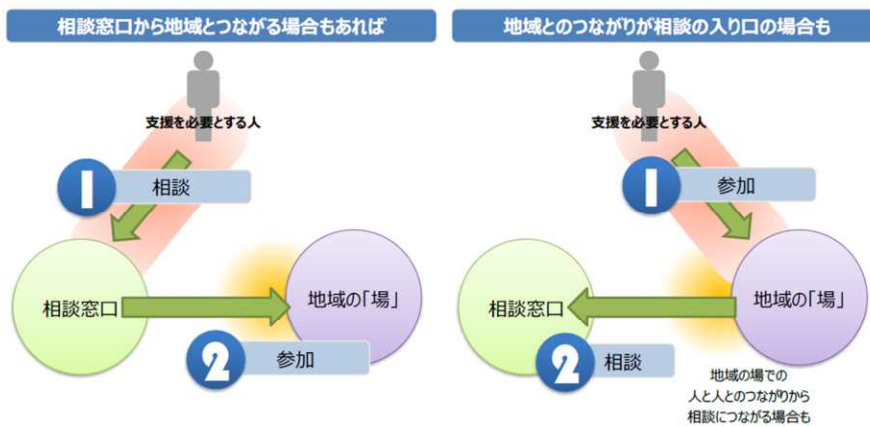 相談窓口から地域とつながる場合もあれば
支援を必要とする人
1
相談
相談窓口
地域の「場」
2
参加
地域とのつながりが相談の入り口の場合も
支援を必要とする人
1
参加
相談窓口
地域の「場」
2
相談
地域の場での
人と人とのつながりから
相談につながる場合も